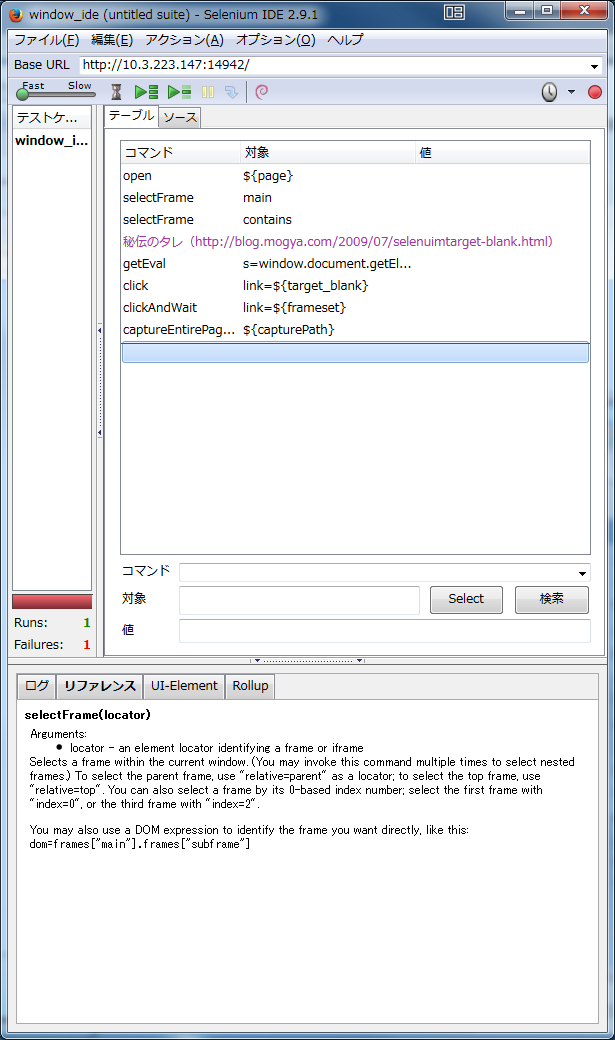 window_ide (untitled suite) - Selenium IDE 2.9.1
ファイル(F) 編集(E) アクション(A) オプション(O) ヘルプ
Base URL http://10.3.223.147:14942/
Fast Slow
テストケ...
window_i...
テーブル ソース
コマンド 対象 値
open ${page}
selectFrame main
selectFrame contains
秘伝のタレ（http://blog.mogya.com/2009/07/selenuimtarget-blank.html）
getEval s=window.document.getEl...
click link=${target_blank}
clickAndWait link=${frameset}
captureEntirePag... ${capturePath}
コマンド
対象 Select 検索
値
Runs: 1
Failures: 1
ログ リファレンス UI-Element Rollup
selectFrame(locator)
Arguments:
● locator - an element locator identifying a frame or iframe
Selects a frame within the current window. (You may invoke this command multiple times to select nested
frames.) To select the parent frame, use "relative=parent" as a locator; to select the top frame, use
"relative=top". You can also select a frame by its 0-based index number; select the first frame with
"index=0", or the third frame with "index=2".
You may also use a DOM expression to identify the frame you want directly, like this:
dom=frames["main"].frames["subframe"]